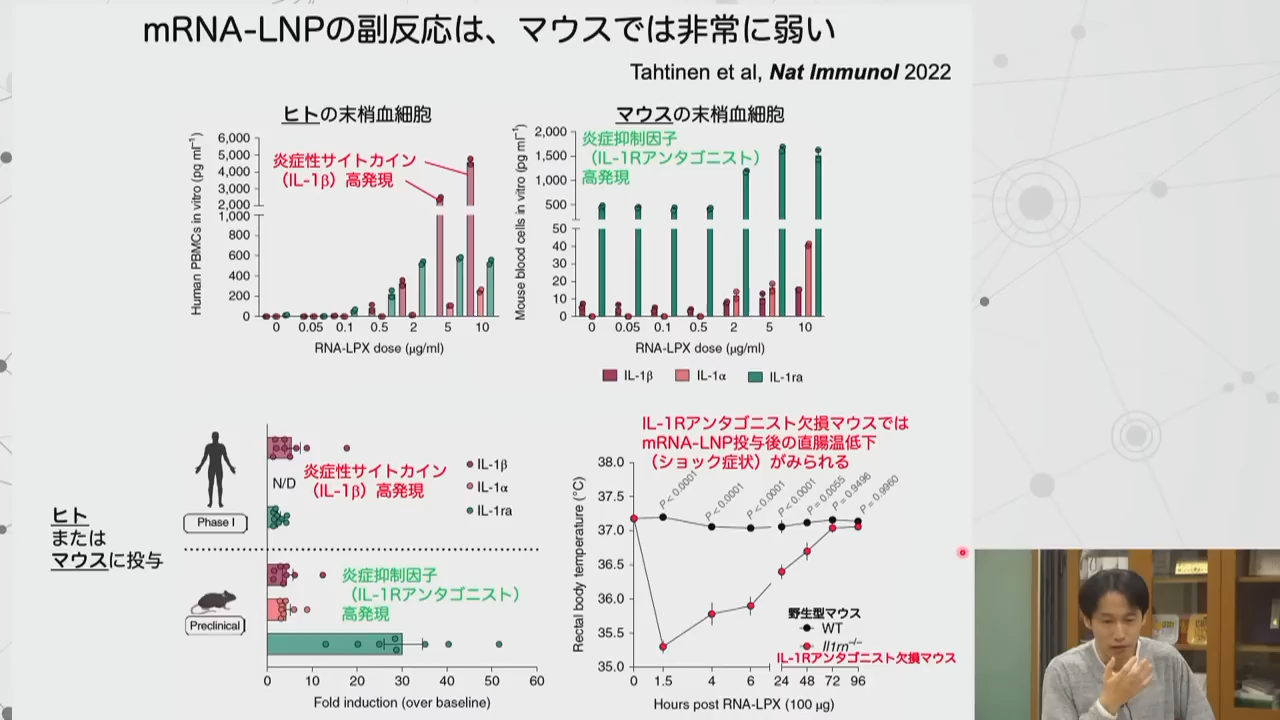 mRNA-LNPの副反応は、マウスでは非常に弱い
Tahtinen et al, Nat Immunol 2022
ヒトの末梢血細胞
Human PBMCs in vitro (pg ml⁻¹)
6,000
5,000
4,000
3,000
2,000
1,000
800
600
400
200
0
炎症性サイトカイン
（IL-1β）高発現
0 0.05 0.1 0.5 2 5 10
RNA-LPX dose (μg/ml)
マウスの末梢血細胞
Mouse blood cells in vitro (pg ml⁻¹)
2,000
1,500
1,000
500
50
40
30
20
10
0
炎症抑制因子
（IL-1Rアンタゴニスト）
高発現
0 0.05 0.1 0.5 2 5 10
RNA-LPX dose (μg/ml)
IL-1β IL-1α IL-1ra
ヒト
または
マウスに投与
Phase I
N/D
炎症性サイトカイン
（IL-1β）高発現
IL-1β
IL-1α
IL-1ra
Preclinical
炎症抑制因子
（IL-1Rアンタゴニスト）
高発現
0 10 20 30 40 50 60
Fold induction (over baseline)
IL-1Rアンタゴニスト欠損マウスでは
mRNA-LNP投与後の直腸温低下
（ショック症状）がみられる
Rectal body temperature (°C)
38.0
37.5
37.0
36.5
36.0
35.5
35.0
P < 0.0001
P < 0.0001
P < 0.0001
P < 0.0001
P = 0.0055
P = 0.9496
P = 0.9960
野生型マウス
WT
Il1rn⁻/⁻
IL-1Rアンタゴニスト欠損マウス
0 1.5 4 6 24 48 72 96
Hours post RNA-LPX (100 μg)